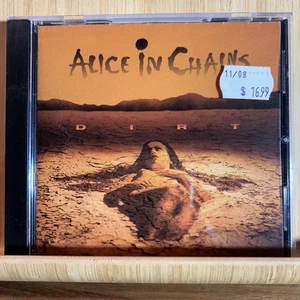 ALICE IN CHAINS
11/08
$ 16.99
DIRT